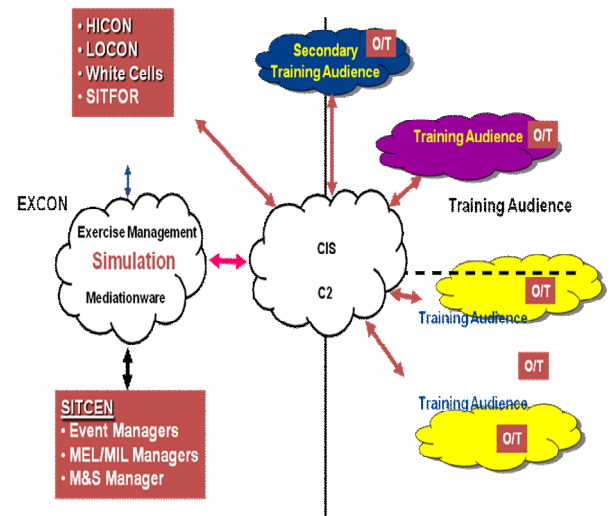 • HICON
• LOCON
• White Cells
• SITFOR
Secondary
Training Audience
O/T
Training Audience
O/T
EXCON
Training Audience
Exercise Management
Simulation
Mediationware
CIS
C2
O/T
Training Audience
O/T
Training Audience
O/T
SITCEN
• Event Managers
• MEL/MIL Managers
• M&S Manager